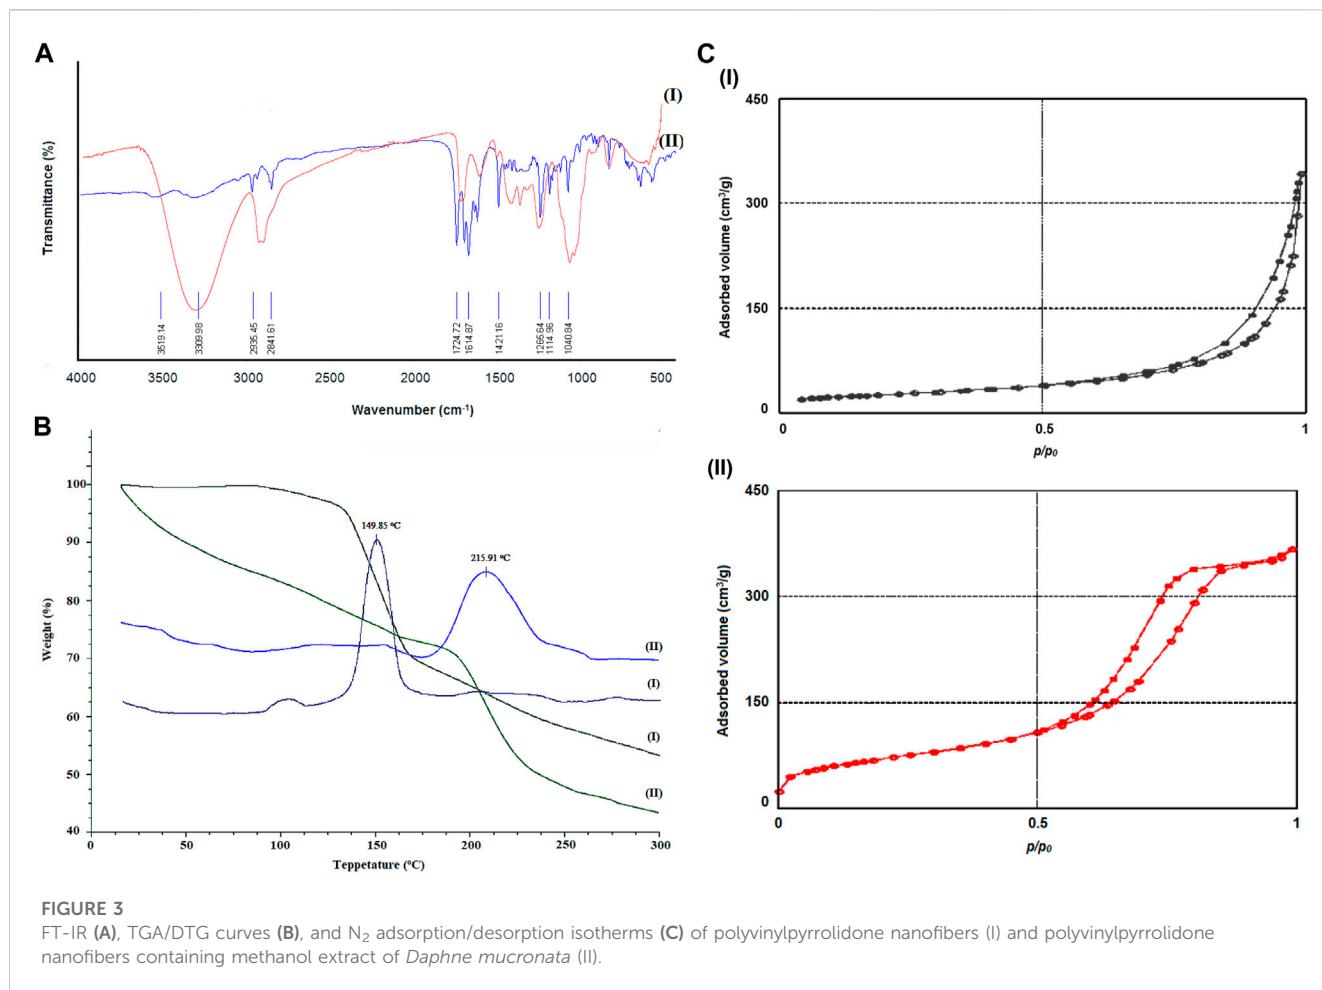 A
(I)
(II)
Transmittance (%)
3519.14
3309.98
2935.45
2841.61
1724.72
1614.87
1421.16
1265.64
1114.96
1040.84
4000
3500
3000
2500
2000
1500
1000
500
Wavenumber (cm-1)
B
100
90
80
70
60
50
40
Weight (%)
149.85 ºC
215.91 ºC
(II)
(I)
(I)
(II)
0
50
100
150
200
250
300
Teppetature (ºC)
C
(I)
450
300
150
0
Adsorbed volume (cm3/g)
0
0.5
1
p/p0
(II)
450
300
150
0
Adsorbed volume (cm3/g)
0
0.5
1
p/p0
FIGURE 3
FT-IR (A), TGA/DTG curves (B), and N2 adsorption/desorption isotherms (C) of polyvinylpyrrolidone nanofibers (I) and polyvinylpyrrolidone
nanofibers containing methanol extract of Daphne mucronata (II).